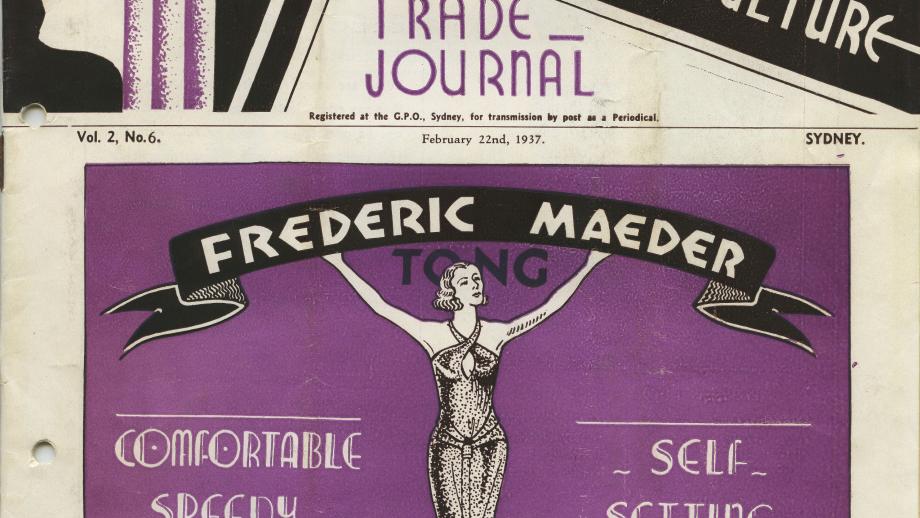 TRADE
JOURNAL
Registered at the G.P.O., Sydney, for transmission by post as a Periodical.
Vol. 2, No. 6.
February 22nd, 1937.
SYDNEY.
FREDERIC MAEDER
TONG
COMFORTABLE
SPEEDY
~ SELF ~
SETTING